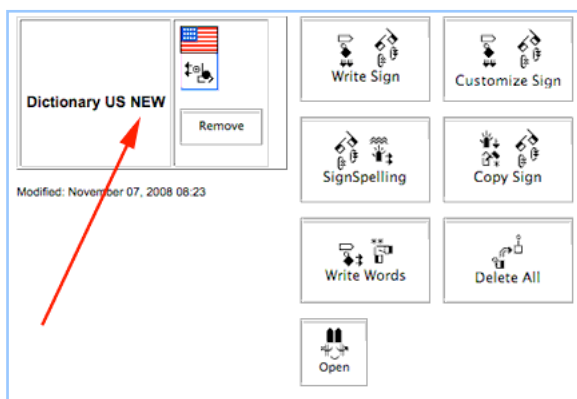 Dictionary US NEW
Remove
Modified: November 07, 2008 08:23
Write Sign
Customize Sign
SignSpelling
Copy Sign
Write Words
Delete All
Open